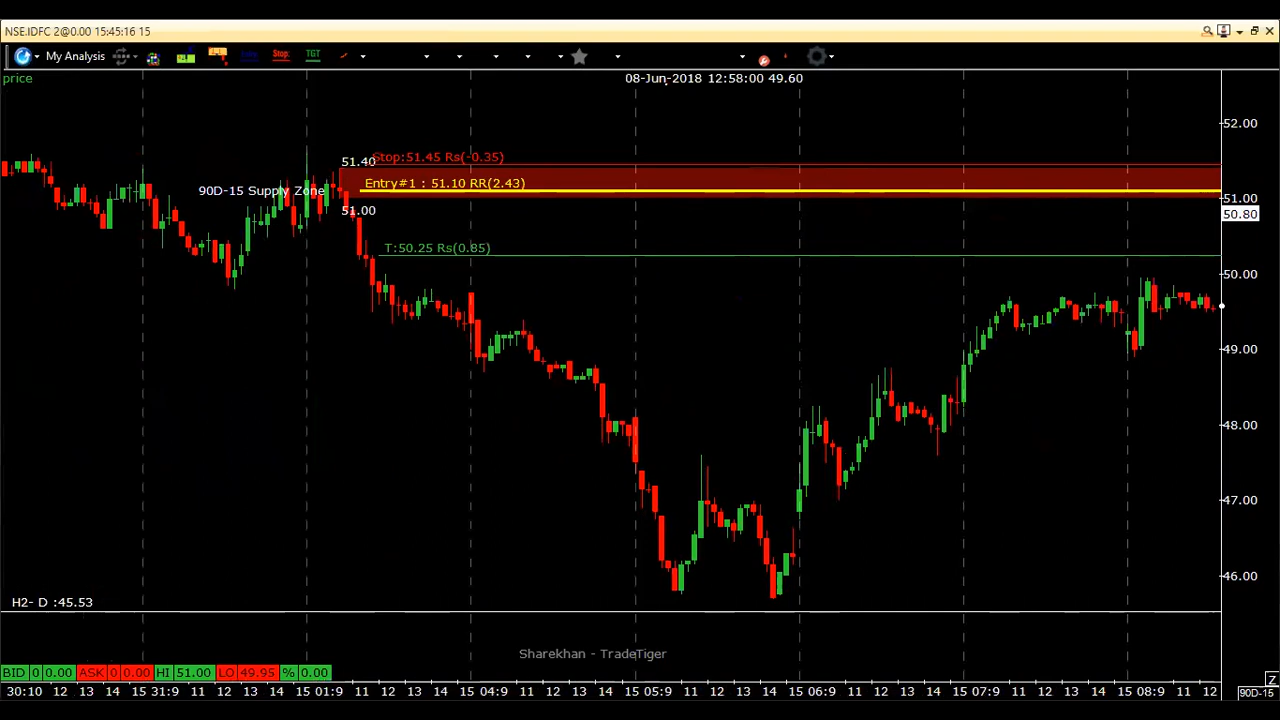 NSE.IDFC 2@0.00 15:45:16 15
My Analysis Stop: TGT
price
08-Jun-2018 12:58:00 49.60
52.00
51.40 Stop:51.45 Rs(-0.35)
Entry#1 : 51.10 RR(2.43)
90D-15 Supply Zone
51.00
51.00
50.80
T:50.25 Rs(0.85)
50.00
49.00
48.00
47.00
46.00
H2- D :45.53
Sharekhan - TradeTiger
BID 0 0.00 ASK 0 0.00 HI 51.00 LO 49.95 % 0.00
30:10 12 13 14 15 31:9 11 12 13 14 15 01:9 11 12 13 14 15 04:9 11 12 13 14 15 05:9 11 12 13 14 15 06:9 11 12 13 14 15 07:9 11 12 13 14 15 08:9 11 12
Z
90D-15